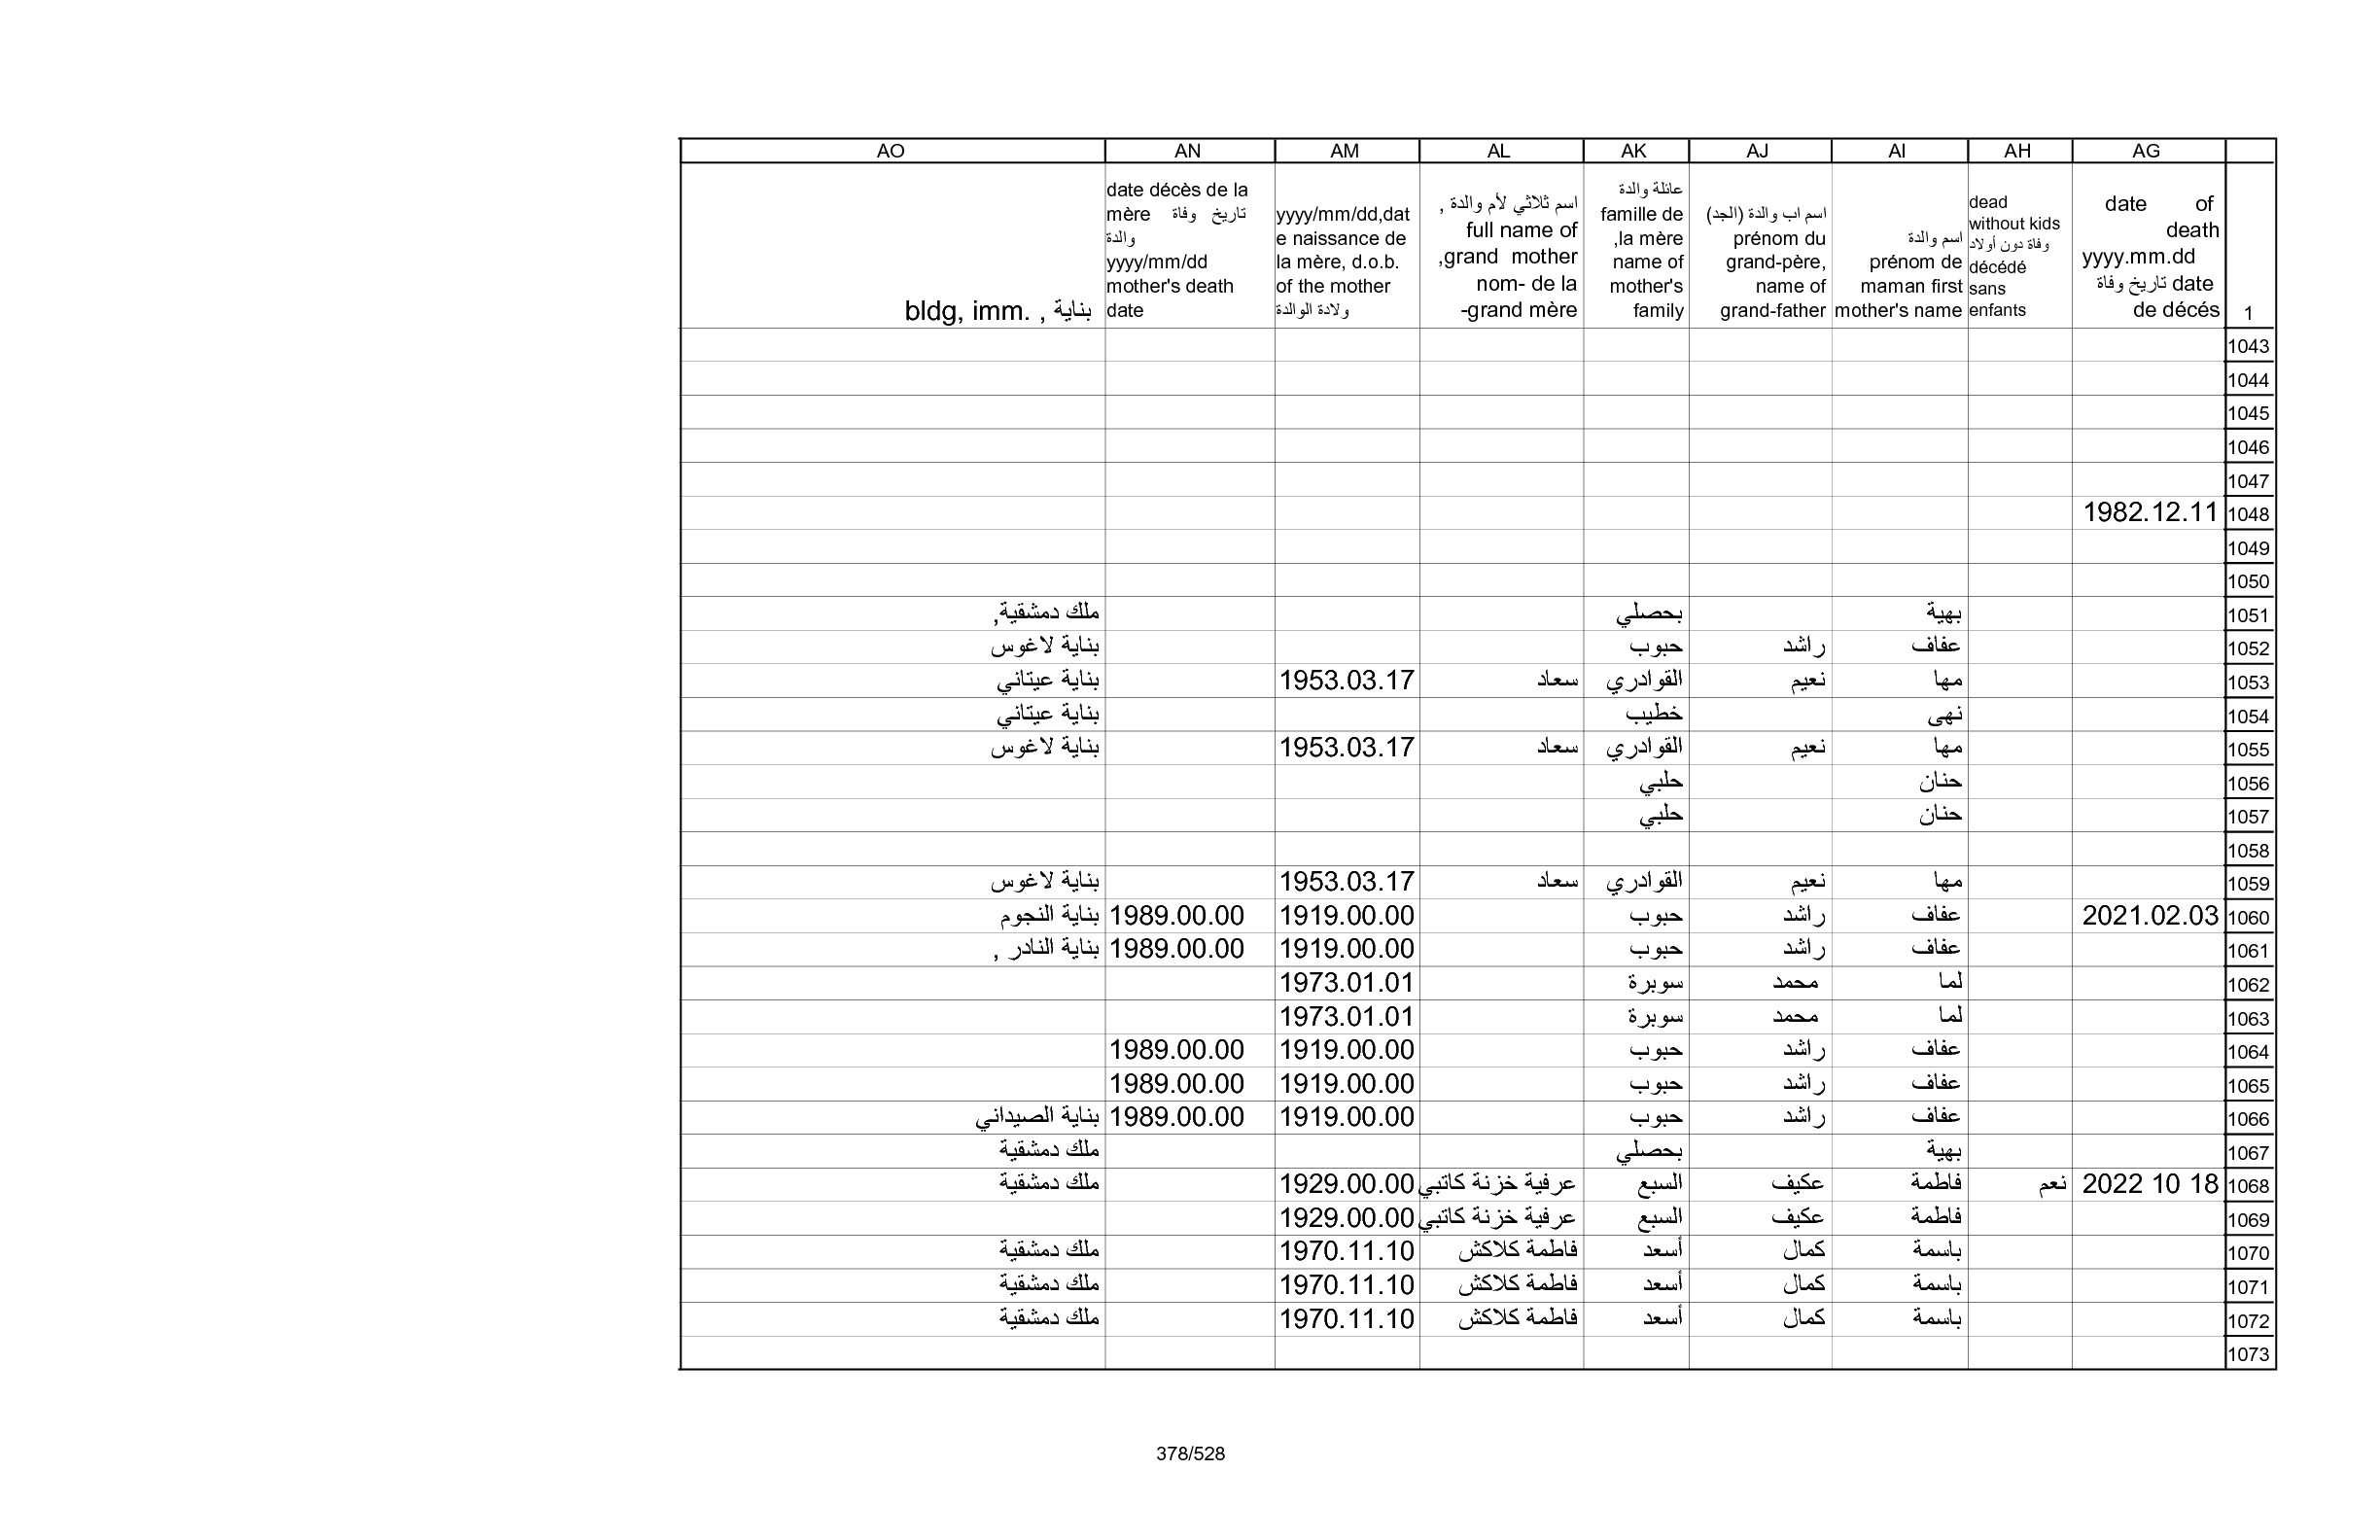 AG AH AI AJ AK AL AM AN AO
1 date of death yyyy.mm.dd تاريخ وفاة date de décés
dead without kids وفاة دون أولاد décédé sans enfants
اسم والدة prénom de maman first mother's name
اسم اب والدة (الجد) prénom du grand-père, name of grand-father
عائلة والدة famille de la mère, name of mother's family
اسم ثلاثي لأم والدة , full name of grand mother, nom- de la grand mère-
yyyy/mm/dd,date naissance de la mère, d.o.b. of the mother ولادة الوالدة
date décès de la mère تاريخ وفاة والدة yyyy/mm/dd mother's death date
بناية , bldg, imm.
1043
1044
1045
1046
1047
1048 1982.12.11
1049
1050
1051 بهية بحصلي ملك دمشقية,
1052 عفاف راشد حبوب بناية لاغوس
1053 مها نعيم القوادري سعاد 1953.03.17 بناية عيتاني
1054 نهى خطيب بناية عيتاني
1055 مها نعيم القوادري سعاد 1953.03.17 بناية لاغوس
1056 حنان حلبي
1057 حنان حلبي
1058
1059 مها نعيم القوادري سعاد 1953.03.17 بناية لاغوس
1060 2021.02.03 عفاف راشد حبوب 1919.00.00 1989.00.00 بناية النجوم
1061 عفاف راشد حبوب 1919.00.00 1989.00.00 بناية النادر ,
1062 لما محمد سوبرة 1973.01.01
1063 لما محمد سوبرة 1973.01.01
1064 عفاف راشد حبوب 1919.00.00 1989.00.00
1065 عفاف راشد حبوب 1919.00.00 1989.00.00
1066 عفاف راشد حبوب 1919.00.00 1989.00.00 بناية الصيداني
1067 بهية بحصلي ملك دمشقية
1068 2022 10 18 نعم فاطمة عكيف السبع عرفية خزنة كاتبي 1929.00.00 ملك دمشقية
1069 فاطمة عكيف السبع عرفية خزنة كاتبي 1929.00.00
1070 باسمة كمال أسعد فاطمة كلاكش 1970.11.10 ملك دمشقية
1071 باسمة كمال أسعد فاطمة كلاكش 1970.11.10 ملك دمشقية
1072 باسمة كمال أسعد فاطمة كلاكش 1970.11.10 ملك دمشقية
1073
378/528